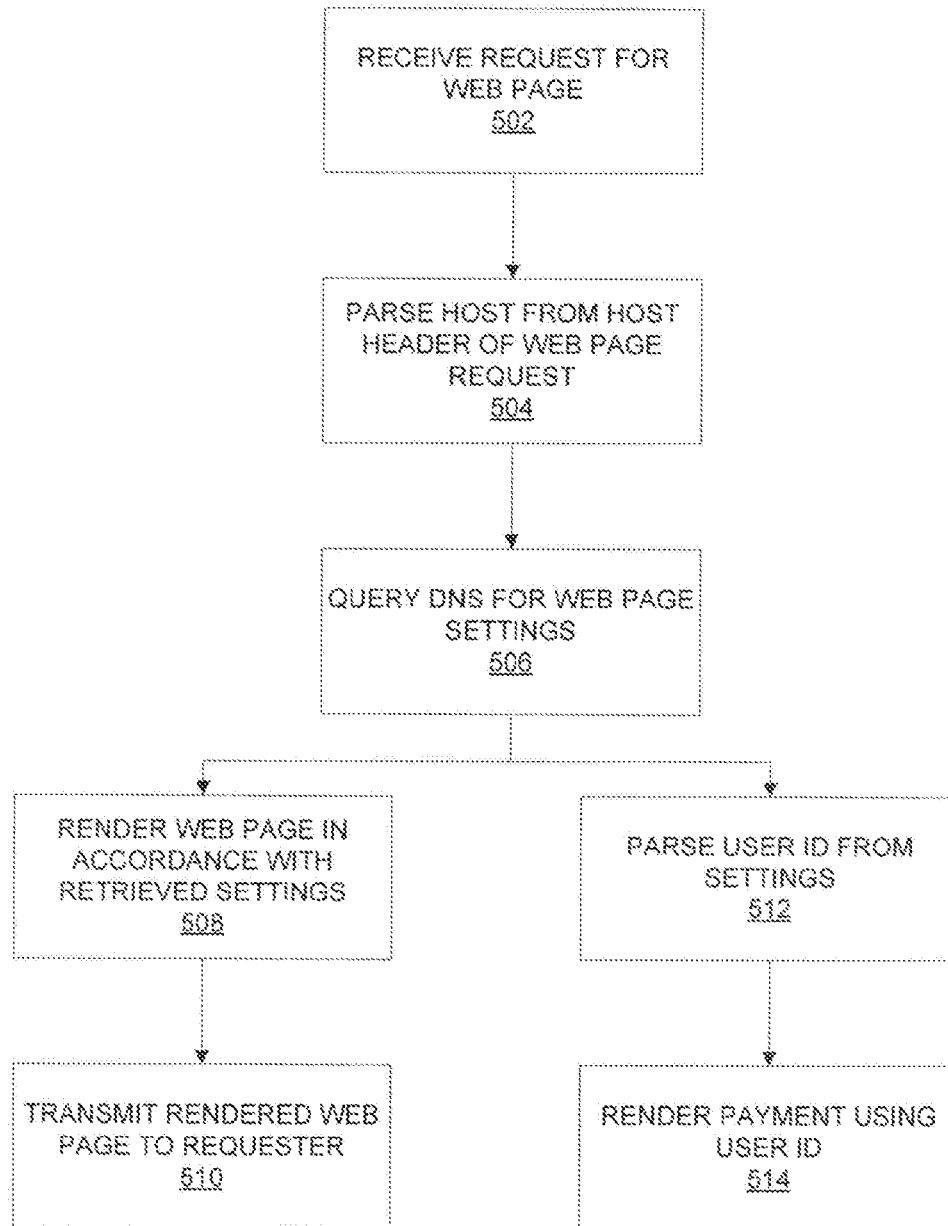 RECEIVE REQUEST FOR
WEB PAGE
502
PARSE HOST FROM HOST
HEADER OF WEB PAGE
REQUEST
504
QUERY DNS FOR WEB PAGE
SETTINGS
506
RENDER WEB PAGE IN
ACCORDANCE WITH
RETRIEVED SETTINGS
508
PARSE USER ID FROM
SETTINGS
512
TRANSMIT RENDERED WEB
PAGE TO REQUESTER
510
RENDER PAYMENT USING
USER ID
514